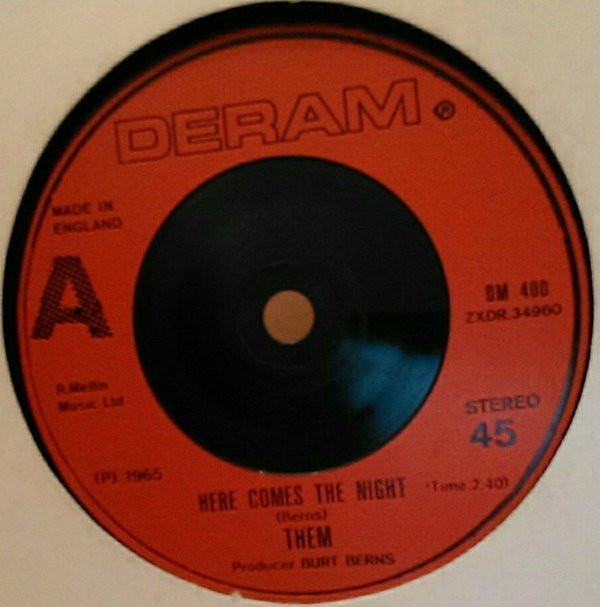 DERAM ®
MADE IN
ENGLAND
A
DM 400
ZXDR.34960
R.Mellin
Music Ltd
STEREO
45
(P) 1965
HERE COMES THE NIGHT
(Time.2.40)
(Berns)
THEM
Producer BURT BERNS